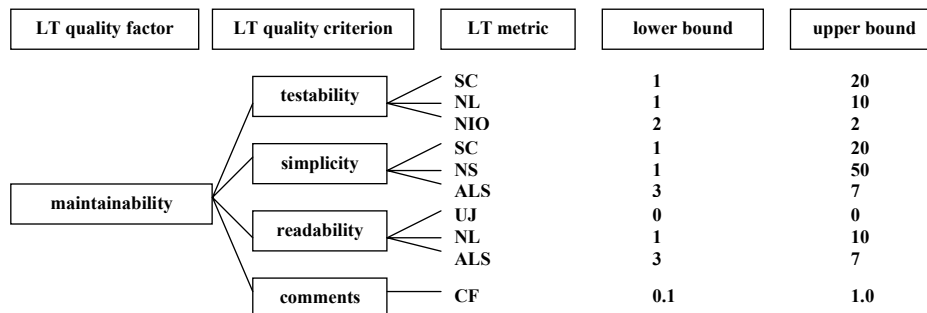 LT quality factor LT quality criterion LT metric lower bound upper bound
testability
SC 1 20
NL 1 10
NIO 2 2
simplicity
SC 1 20
NS 1 50
ALS 3 7
maintainability
readability
UJ 0 0
NL 1 10
ALS 3 7
comments CF 0.1 1.0